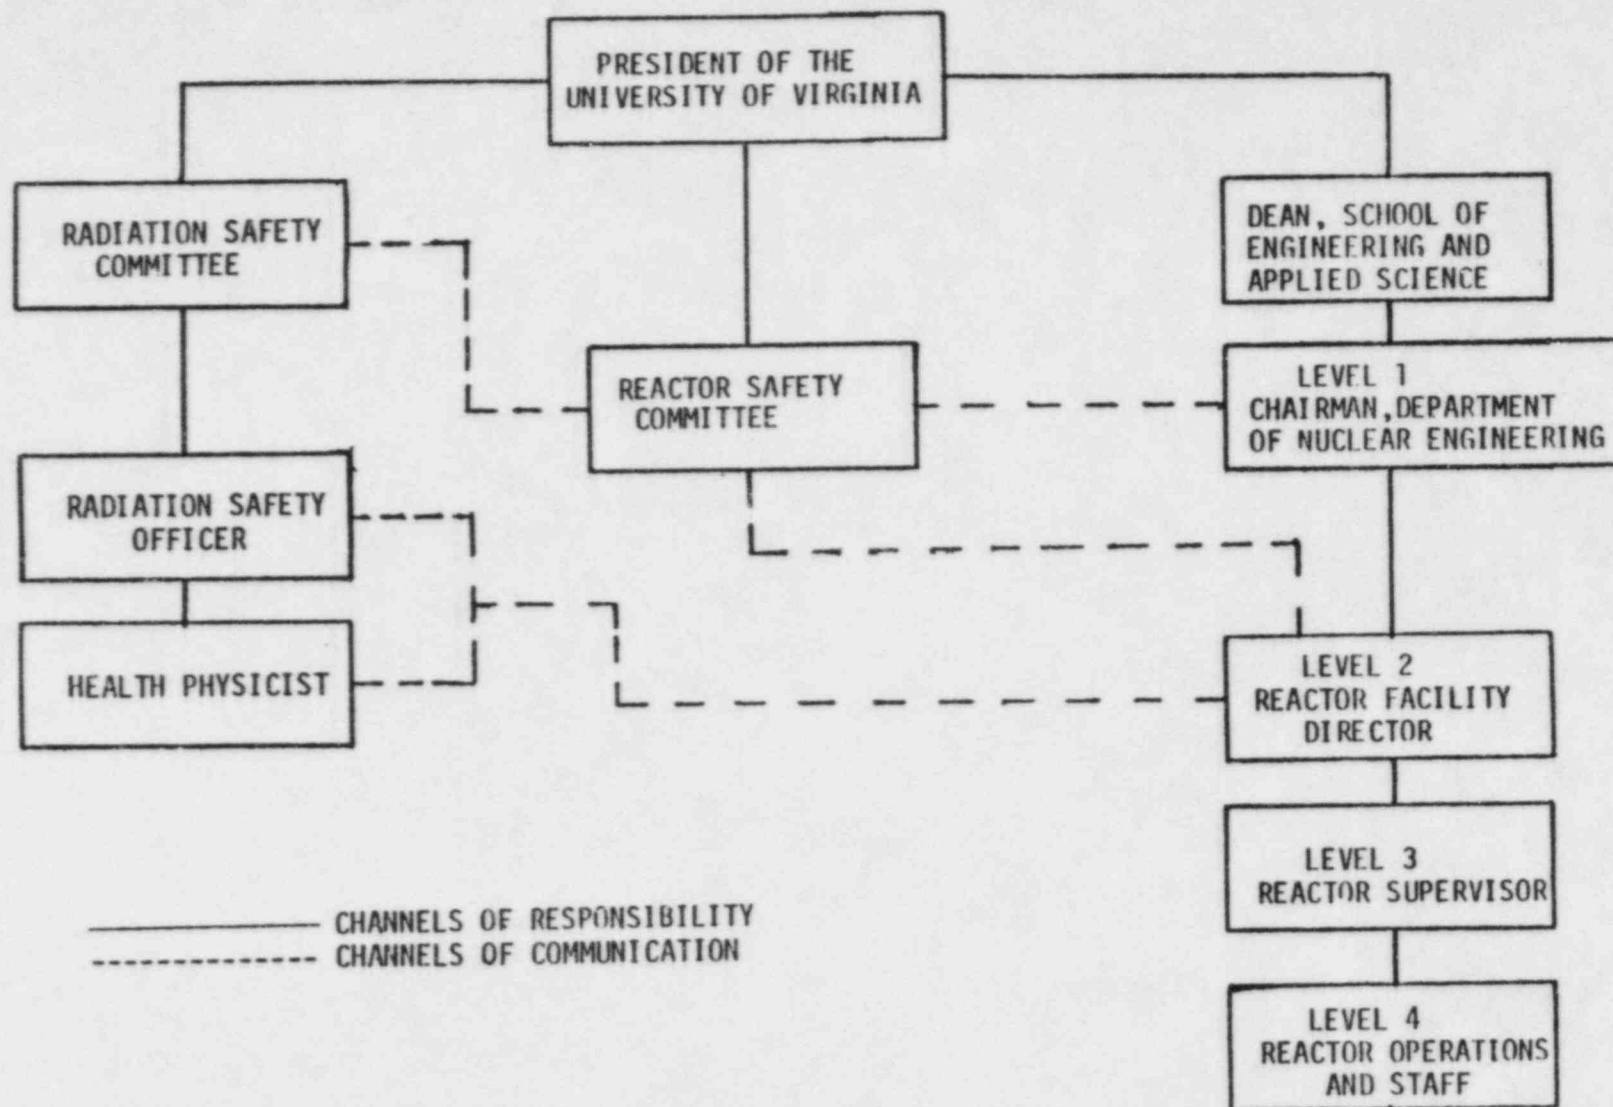 PRESIDENT OF THE
UNIVERSITY OF VIRGINIA
RADIATION SAFETY
COMMITTEE
DEAN, SCHOOL OF
ENGINEERING AND
APPLIED SCIENCE
REACTOR SAFETY
COMMITTEE
LEVEL 1
CHAIRMAN, DEPARTMENT
OF NUCLEAR ENGINEERING
RADIATION SAFETY
OFFICER
HEALTH PHYSICIST
LEVEL 2
REACTOR FACILITY
DIRECTOR
LEVEL 3
REACTOR SUPERVISOR
CHANNELS OF RESPONSIBILITY
CHANNELS OF COMMUNICATION
LEVEL 4
REACTOR OPERATIONS
AND STAFF